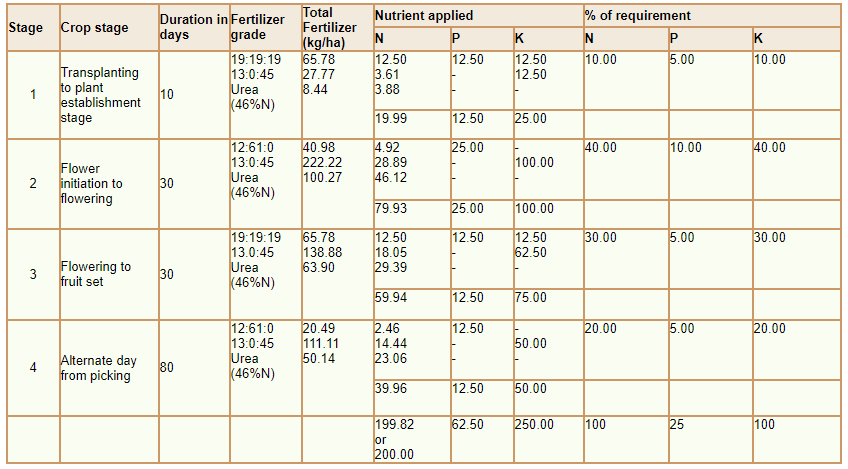 Stage Crop stage Duration in days Fertilizer grade Total Fertilizer (kg/ha) Nutrient applied % of requirement
N P K N P K
1 Transplanting to plant establishment stage 10
19:19:19 65.78 12.50 12.50 12.50 10.00 5.00 10.00
13:0:45 27.77 3.61 - 12.50
Urea (46%N) 8.44 3.88 - -
19.99 12.50 25.00
2 Flower initiation to flowering 30
12:61:0 40.98 4.92 25.00 - 40.00 10.00 40.00
13:0:45 222.22 28.89 - 100.00
Urea (46%N) 100.27 46.12 - -
79.93 25.00 100.00
3 Flowering to fruit set 30
19:19:19 65.78 12.50 12.50 12.50 30.00 5.00 30.00
13.0:45 138.88 18.05 - 62.50
Urea (46%N) 63.90 29.39 - -
59.94 12.50 75.00
4 Alternate day from picking 80
12:61:0 20.49 2.46 12.50 - 20.00 5.00 20.00
13:0:45 111.11 14.44 - 50.00
Urea (46%N) 50.14 23.06 - -
39.96 12.50 50.00
199.82 or 200.00 62.50 250.00 100 25 100